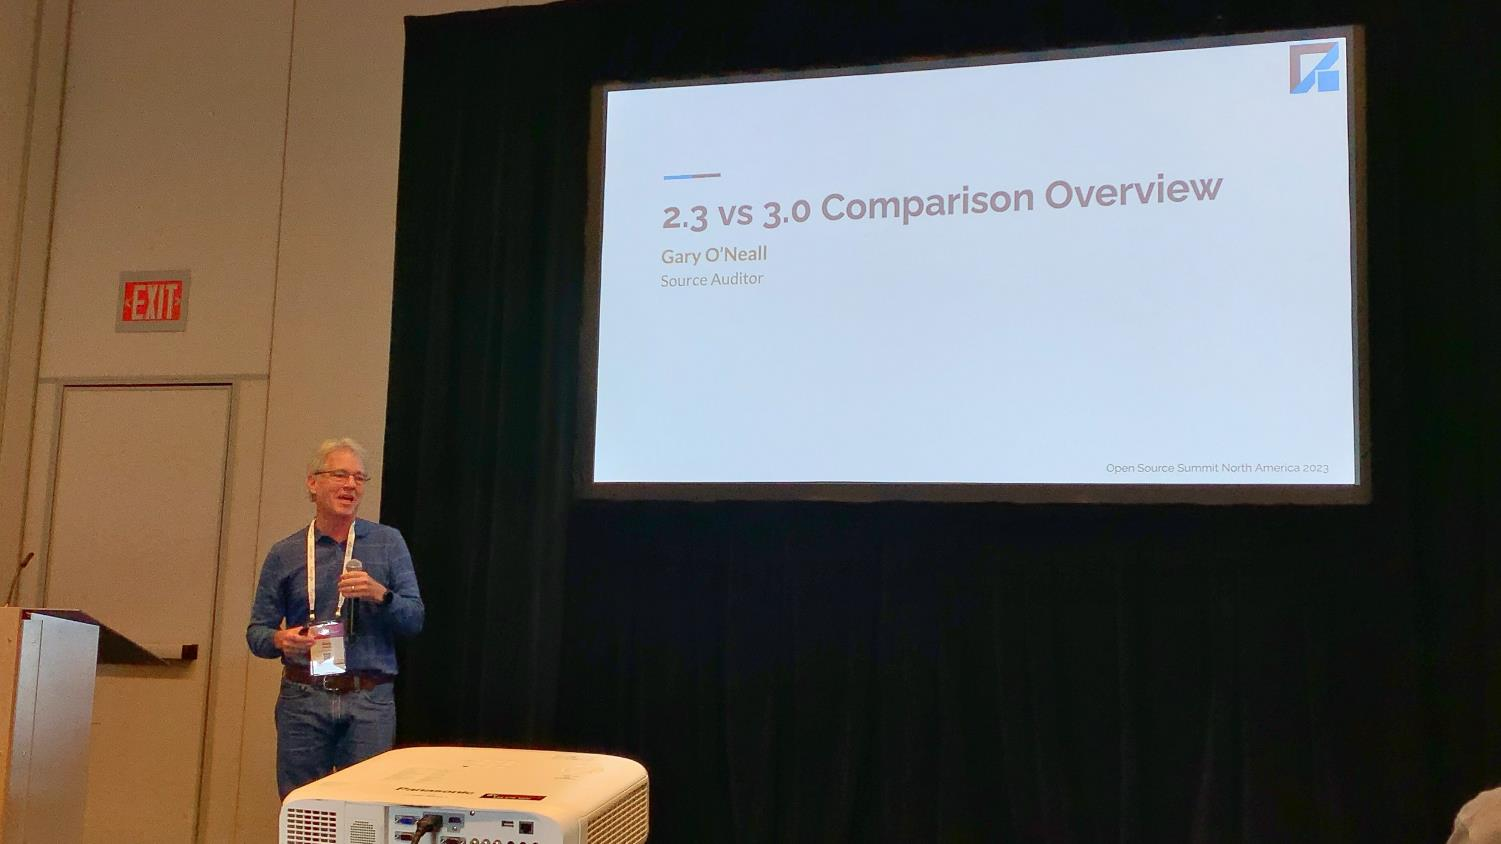 2.3 vs 3.0 Comparison Overview
Gary O'Neall
Source Auditor
Open Source Summit North America 2023
EXIT
Panasonic